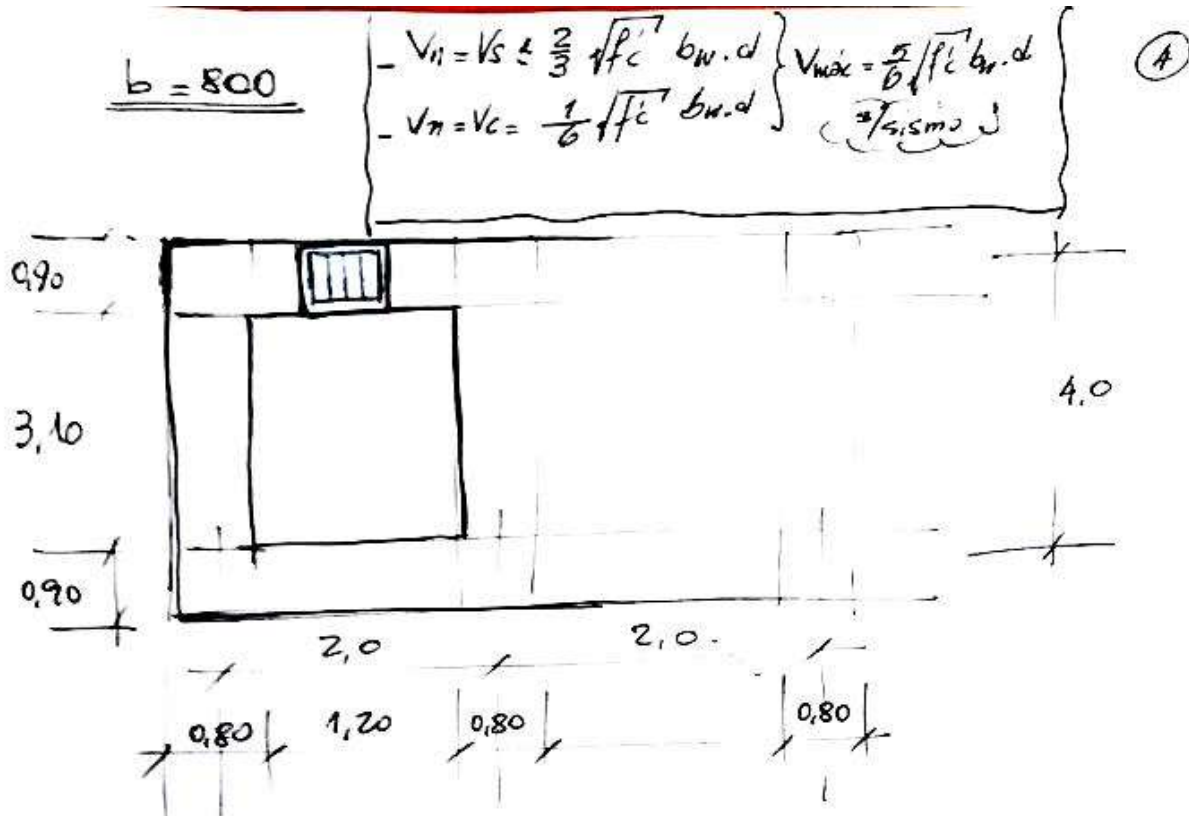 b = 800
- Vn = Vs ≤ 2/3 √f'c bw.d
- Vn = Vc = 1/6 √f'c bw.d
Vmáx = 5/6 √f'c bw.d
s/sismo
0,90
3,10
0,90
4,0
2,0
2,0
0,80
1,20
0,80
0,80